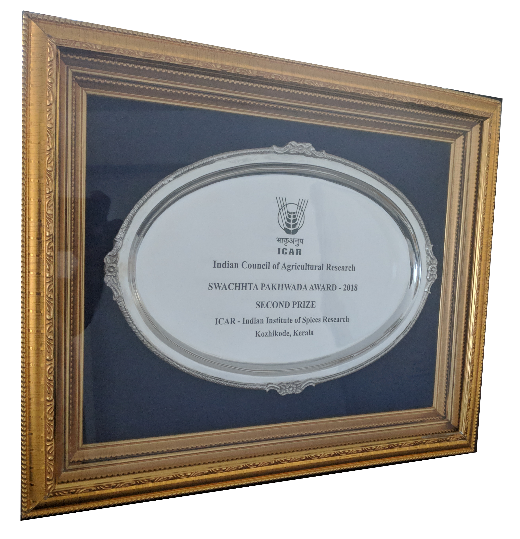 भाकृअनुप
ICAR
Indian Council of Agricultural Research
SWACHHTA PAKHWADA AWARD - 2018
SECOND PRIZE
ICAR - Indian Institute of Spices Research
Kozhikode, Kerala